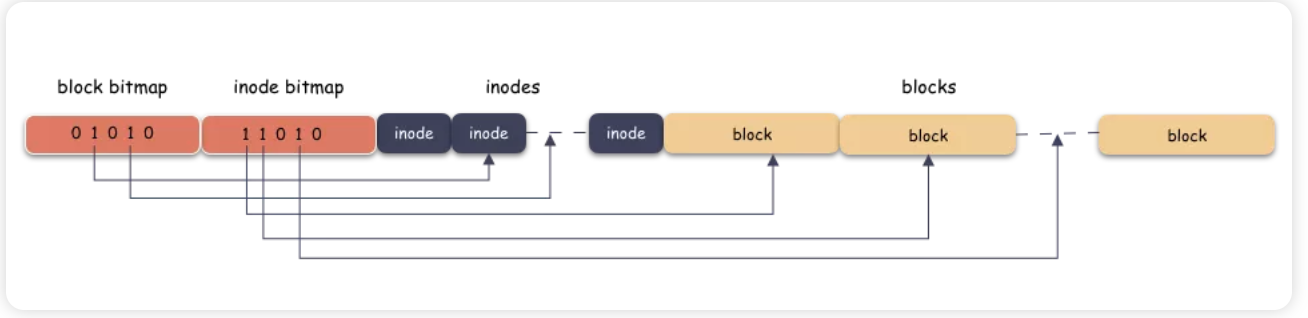 block bitmap
inode bitmap
inodes
blocks
0 1 0 1 0
1 1 0 1 0
inode
inode
inode
block
block
block